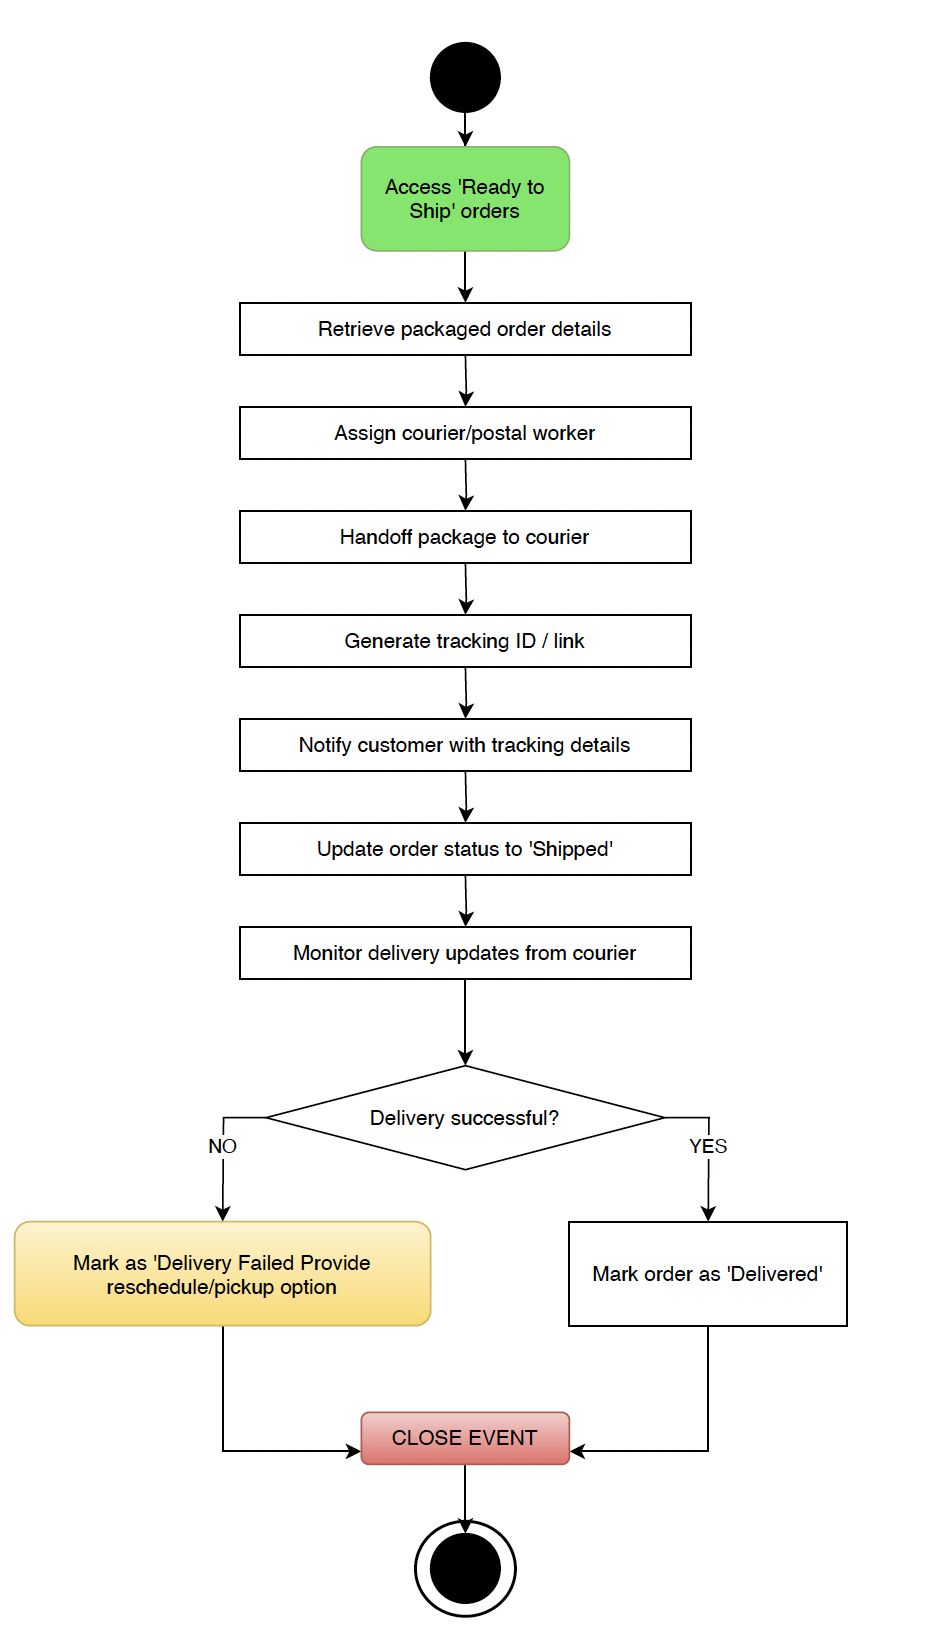 Access 'Ready to
Ship' orders
Retrieve packaged order details
Assign courier/postal worker
Handoff package to courier
Generate tracking ID / link
Notify customer with tracking details
Update order status to 'Shipped'
Monitor delivery updates from courier
Delivery successful?
NO
YES
Mark as 'Delivery Failed Provide
reschedule/pickup option
Mark order as 'Delivered'
CLOSE EVENT